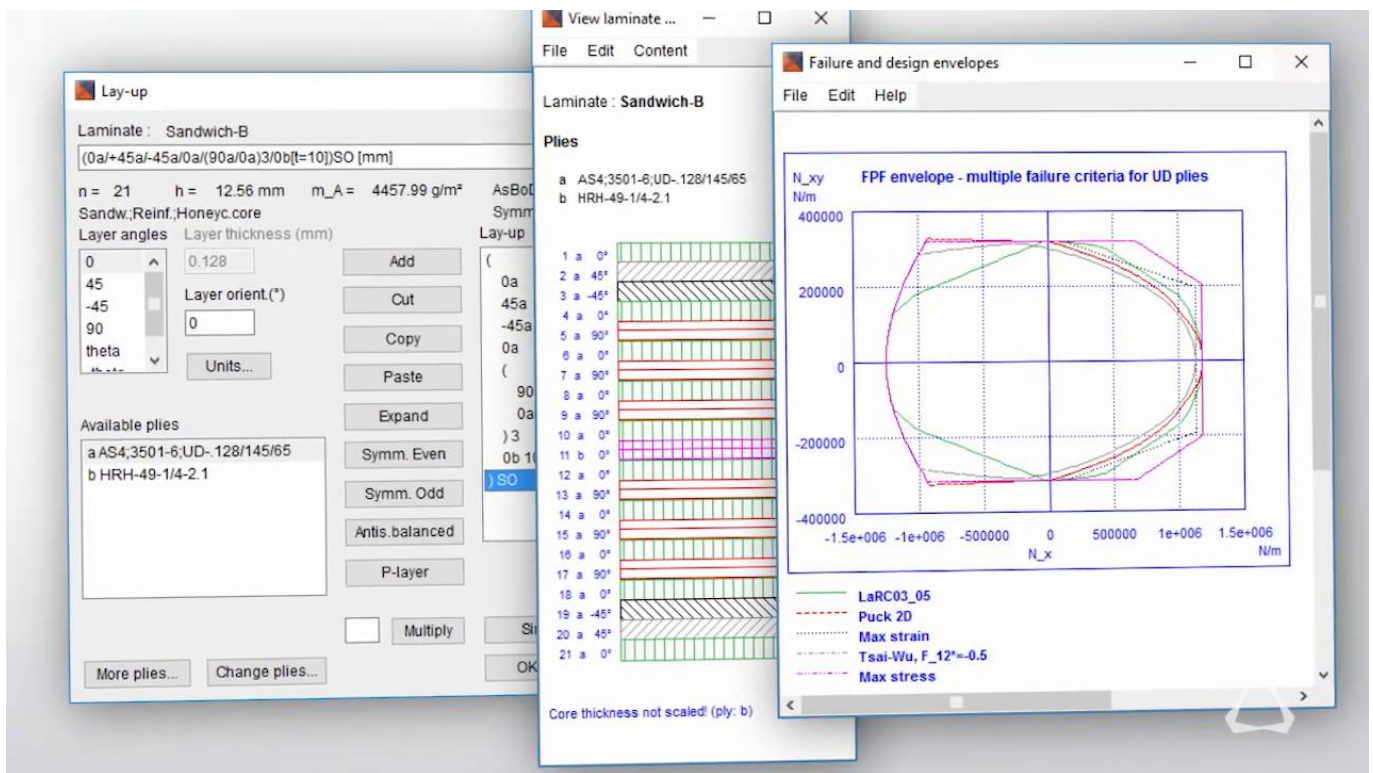 Lay-up
Laminate : Sandwich-B
(0a/+45a/-45a/0a/(90a/0a)3/0b[t=10])SO [mm]
n = 21 h = 12.56 mm m_A = 4457.99 g/m²
Sandw.;Reinf.;Honeyc.core
Layer angles Layer thickness (mm)
Lay-up
0
45
-45
90
theta
0.128
Layer orient.(°)
0
Units...
Available plies
a AS4;3501-6;UD-.128/145/65
b HRH-49-1/4-2.1
Add
Cut
Copy
Paste
Expand
Symm. Even
Symm. Odd
Antis.balanced
P-layer
Multiply
More plies...
Change plies...
(
0a
45a
-45a
0a
(
90
0a
) 3
0b 10
) SO
OK
View laminate ...
File Edit Content
Laminate : Sandwich-B
Plies
a AS4;3501-6;UD-.128/145/65
b HRH-49-1/4-2.1
1 a 0°
2 a 45°
3 a -45°
4 a 0°
5 a 90°
6 a 0°
7 a 90°
8 a 0°
9 a 90°
10 a 0°
11 b 0°
12 a 0°
13 a 90°
14 a 0°
15 a 90°
16 a 0°
17 a 90°
18 a 0°
19 a -45°
20 a 45°
21 a 0°
Core thickness not scaled! (ply: b)
Failure and design envelopes
File Edit Help
FPF envelope - multiple failure criteria for UD plies
N_xy
N/m
400000
200000
0
-200000
-400000
-1.5e+006 -1e+006 -500000 0 500000 1e+006 1.5e+006
N_x
N/m
LaRC03_05
Puck 2D
Max strain
Tsai-Wu, F_12*=-0.5
Max stress